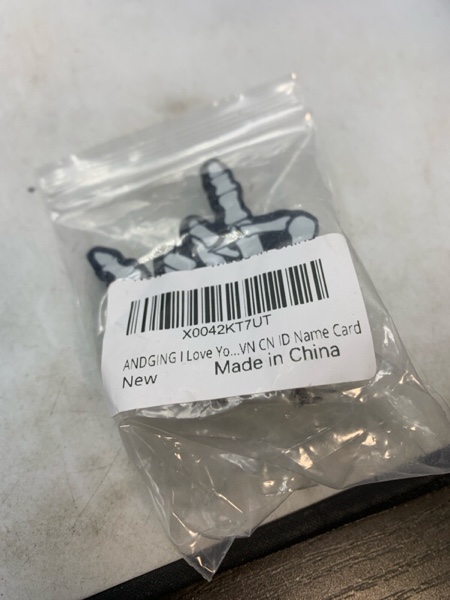 X0042KT7UT
ANDGING I Love Yo...VN CN ID Name Card
New
Made in China